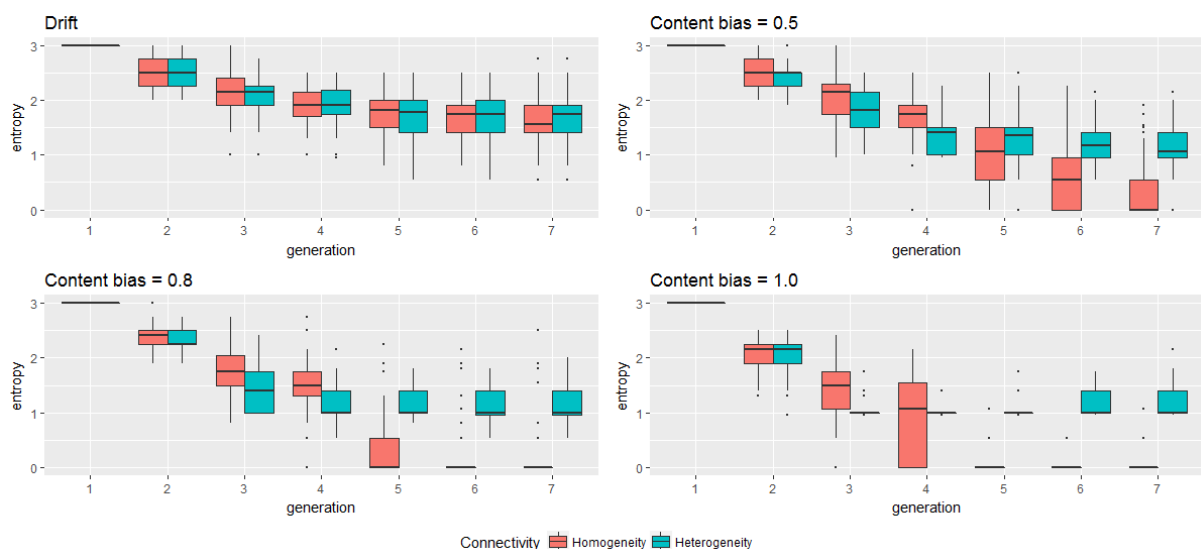 Drift
3
2
1
0
entropy
1 2 3 4 5 6 7
generation
Content bias = 0.5
3
2
1
0
entropy
1 2 3 4 5 6 7
generation
Content bias = 0.8
3
2
1
0
entropy
1 2 3 4 5 6 7
generation
Content bias = 1.0
3
2
1
0
entropy
1 2 3 4 5 6 7
generation
Connectivity Homogeneity Heterogeneity